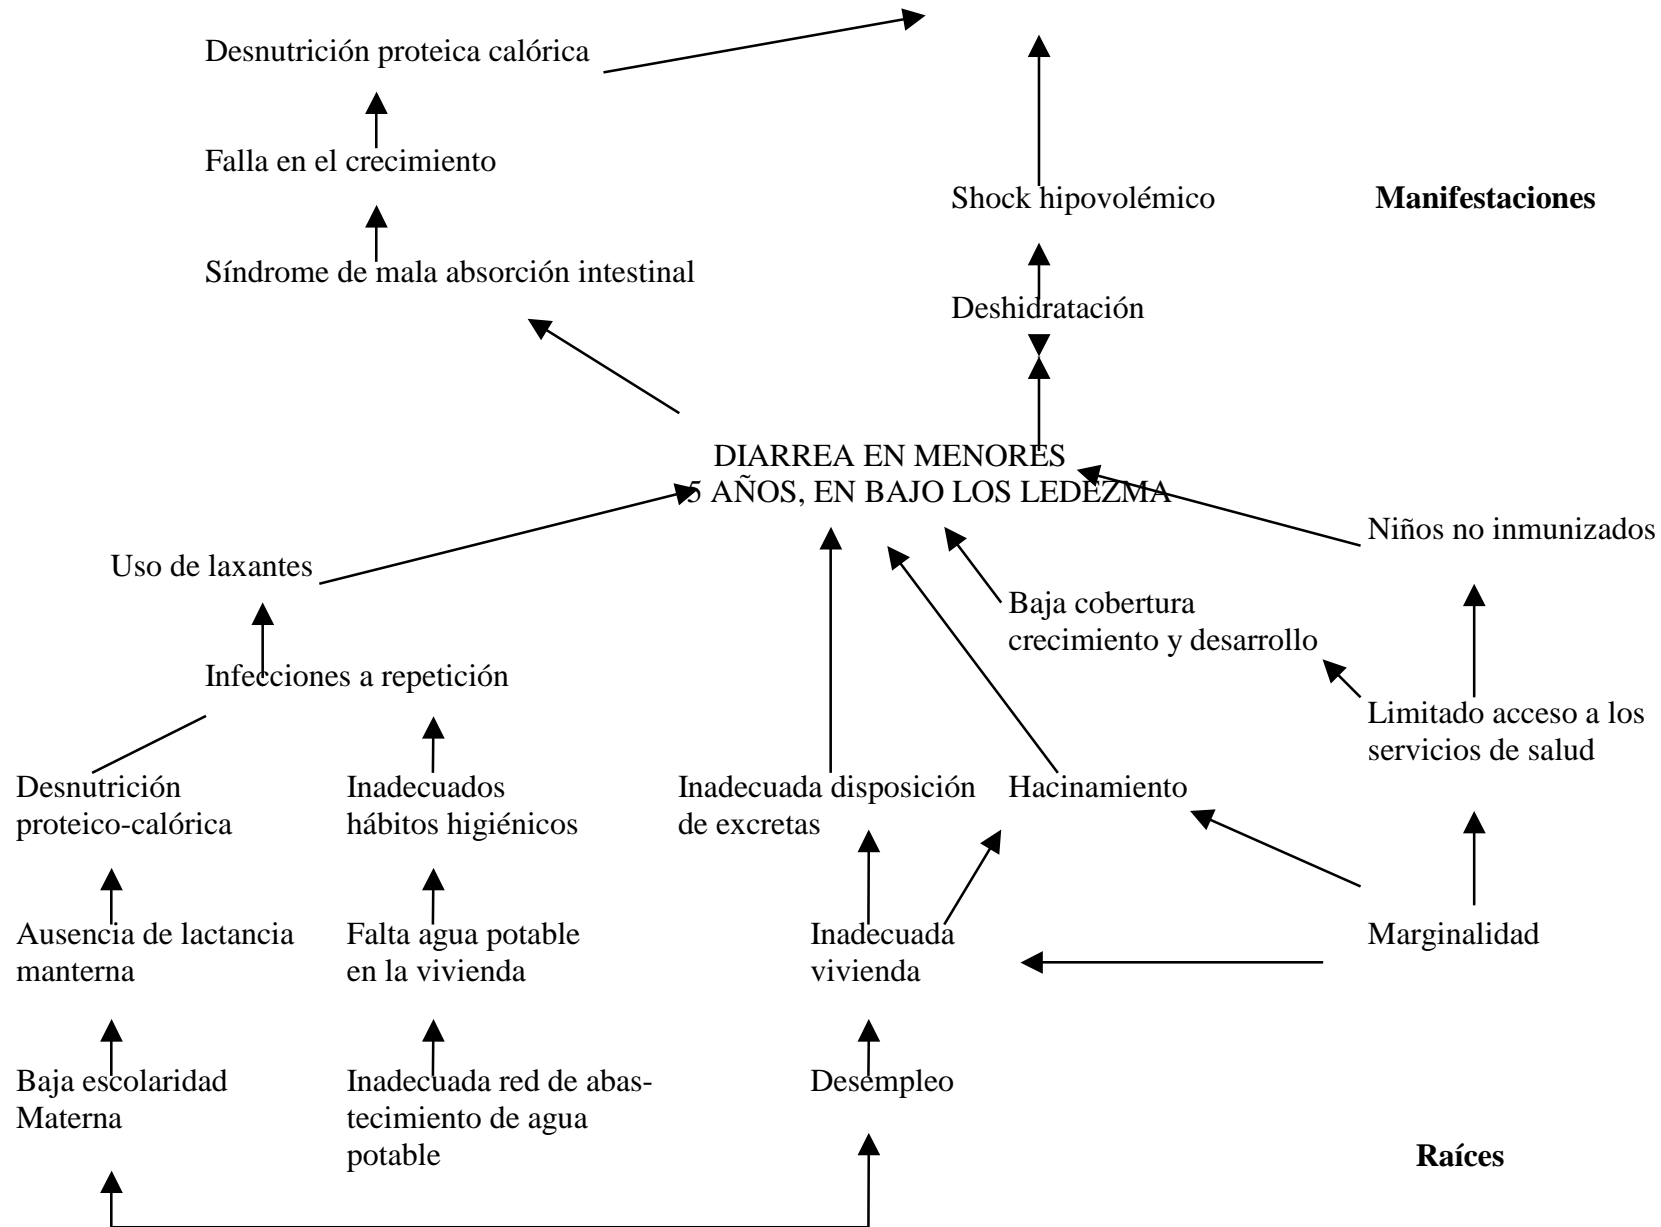 Desnutrición proteica calórica
Falla en el crecimiento
Shock hipovolémico
Manifestaciones
Síndrome de mala absorción intestinal
Deshidratación
DIARREA EN MENORES
5 AÑOS, EN BAJO LOS LEDEZMA
Niños no inmunizados
Uso de laxantes
Baja cobertura
crecimiento y desarrollo
Infecciones a repetición
Limitado acceso a los
servicios de salud
Desnutrición
proteico-calórica
Inadecuados
hábitos higiénicos
Inadecuada disposición
de excretas
Hacinamiento
Ausencia de lactancia
manterna
Falta agua potable
en la vivienda
Inadecuada
vivienda
Marginalidad
Baja escolaridad
Materna
Inadecuada red de abas-
tecimiento de agua
potable
Desempleo
Raíces